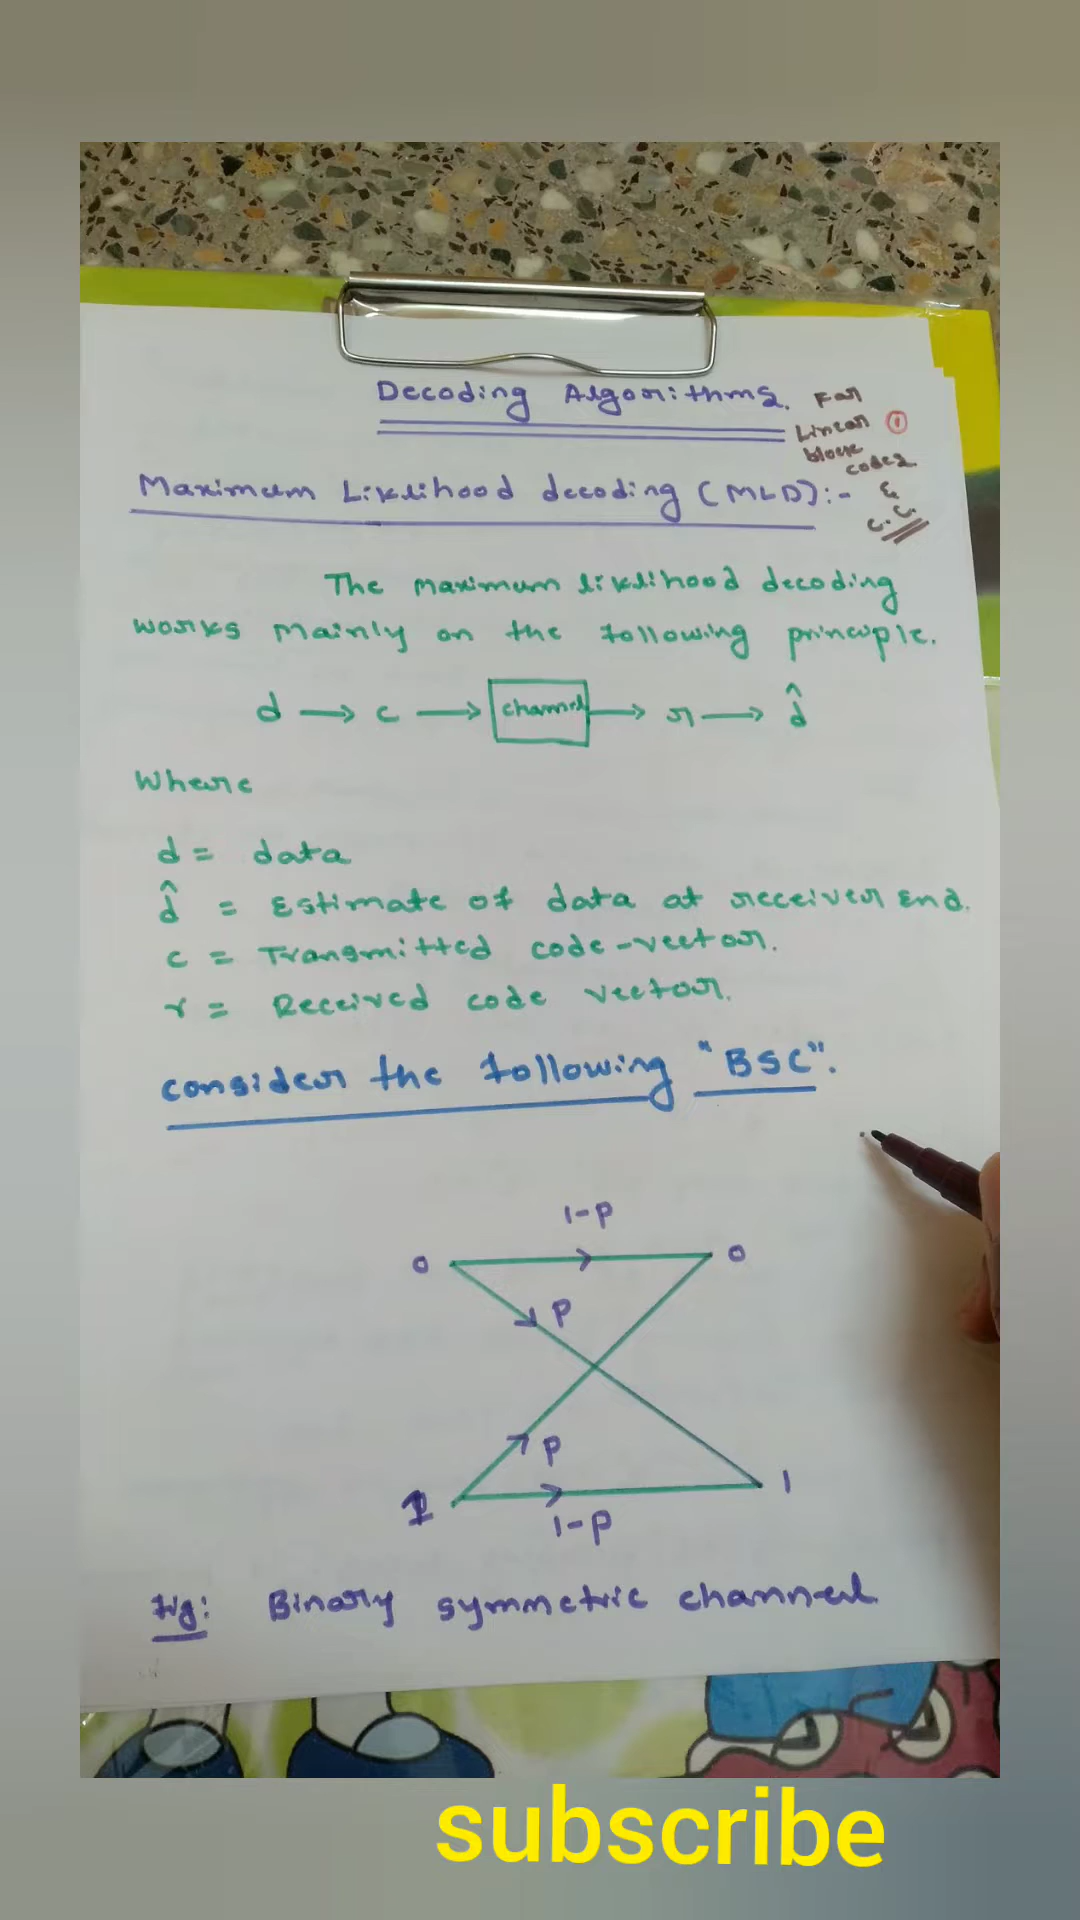 Decoding Algorithms. For
Linear ①
block
codes
&
C.C.
Maximum Liklihood decoding (MLD):-
The maximum liklihood decoding
works mainly on the following principle.
d → c → channel → r → d̂
Where
d = data
d̂ = Estimate of data at receiver End.
c = Transmitted code-vector.
r = Received code vector.
consider the following "BSC".
1-P
0 0
P
P
1 1
1-P
Fig: Binary symmetric channel
subscribe